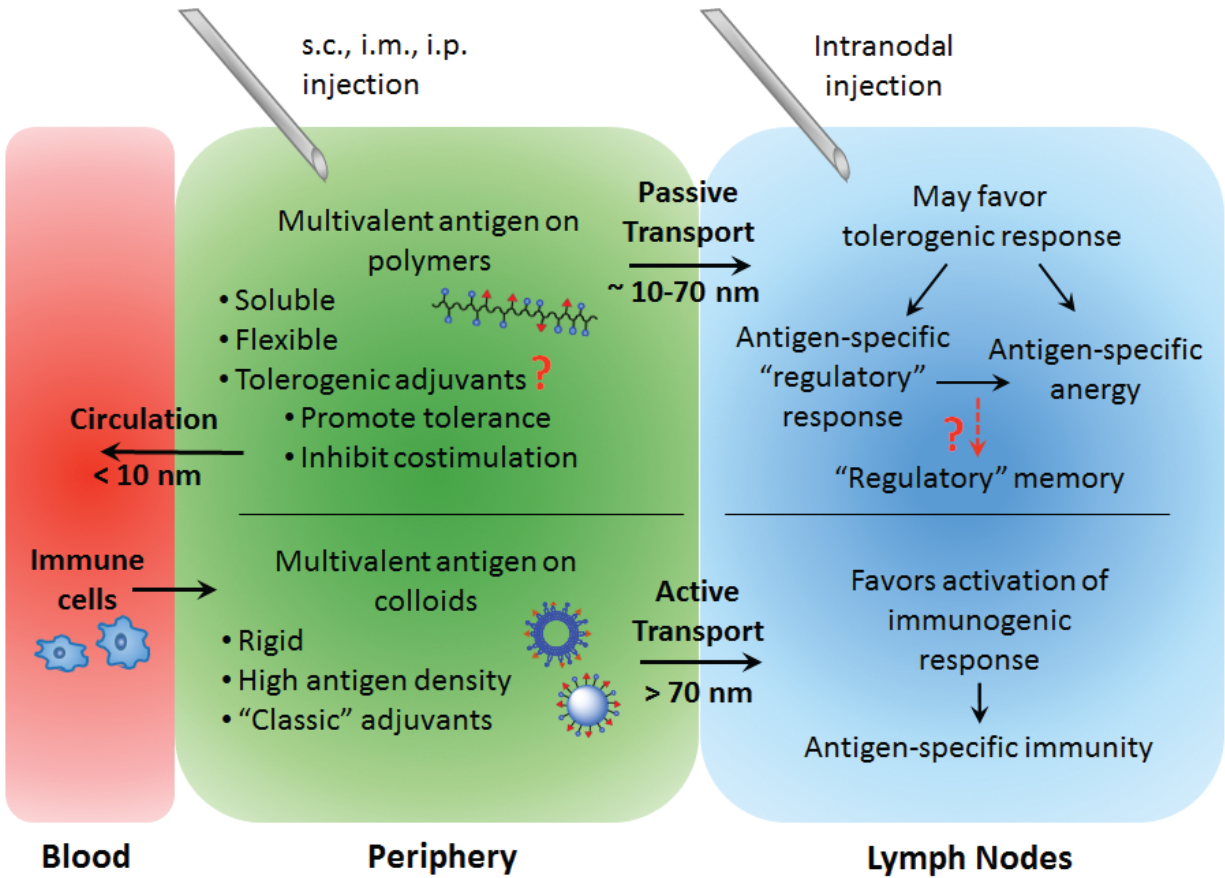 s.c., i.m., i.p.
injection
Intranodal
injection
Multivalent antigen on
polymers
• Soluble
• Flexible
• Tolerogenic adjuvants ?
• Promote tolerance
• Inhibit costimulation
Circulation
< 10 nm
Passive
Transport
~ 10-70 nm
May favor
tolerogenic response
Antigen-specific
“regulatory”
response
Antigen-specific
anergy
?
“Regulatory” memory
Immune
cells
Multivalent antigen on
colloids
• Rigid
• High antigen density
• “Classic” adjuvants
Active
Transport
> 70 nm
Favors activation of
immunogenic
response
Antigen-specific immunity
Blood
Periphery
Lymph Nodes